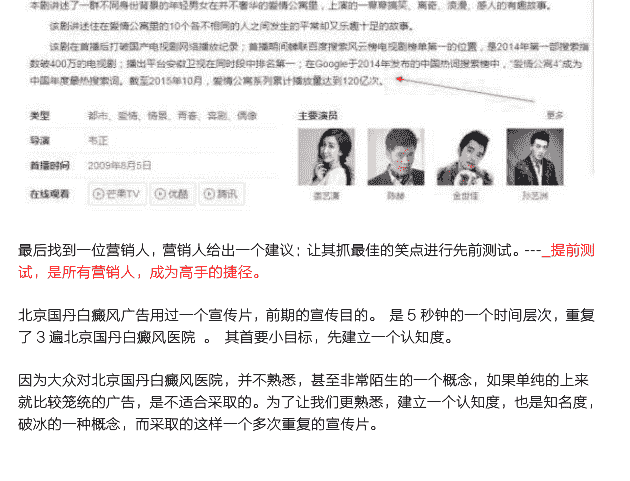 本剧讲述了一群不同身份背景的年轻男女在并不奢华的爱情公寓里，上演的一幕幕搞笑、离奇、浪漫、感人的有趣故事。
该剧讲述住在爱情公寓里的10个各不相同的人之间发生的平常却又乐趣十足的故事。
该剧在首播后打破国产电视剧网络播放记录；首播期间蝉联百度搜索风云榜电视剧榜单第一的位置，是2014年第一部搜索指
数破400万的电视剧；播出平台安徽卫视在同时段中排名第一；在Google于2014年发布的中国热词搜索榜中，“爱情公寓4”成为
中国年度最热搜索词。截至2015年10月，爱情公寓系列累计播放量达到120亿次。
类型 都市、爱情、情景、青春、喜剧、偶像
导演 韦正
首播时间 2009年8月5日
在线观看 芒果TV 优酷 腾讯
主要演员 更多
娄艺潇 陈赫 金世佳 孙艺洲
最后找到一位营销人，营销人给出一个建议；让其抓最佳的笑点进行先前测试。---_提前测
试，是所有营销人，成为高手的捷径。
北京国丹白癜风广告用过一个宣传片，前期的宣传目的。 是 5 秒钟的一个时间层次，重复
了 3 遍北京国丹白癜风医院 。 其首要小目标，先建立一个认知度。
因为大众对北京国丹白癜风医院，并不熟悉，甚至非常陌生的一个概念，如果单纯的上来
就比较笼统的广告，是不适合采取的。为了让我们更熟悉，建立一个认知度，也是知名度，
破冰的一种概念，而采取的这样一个多次重复的宣传片。